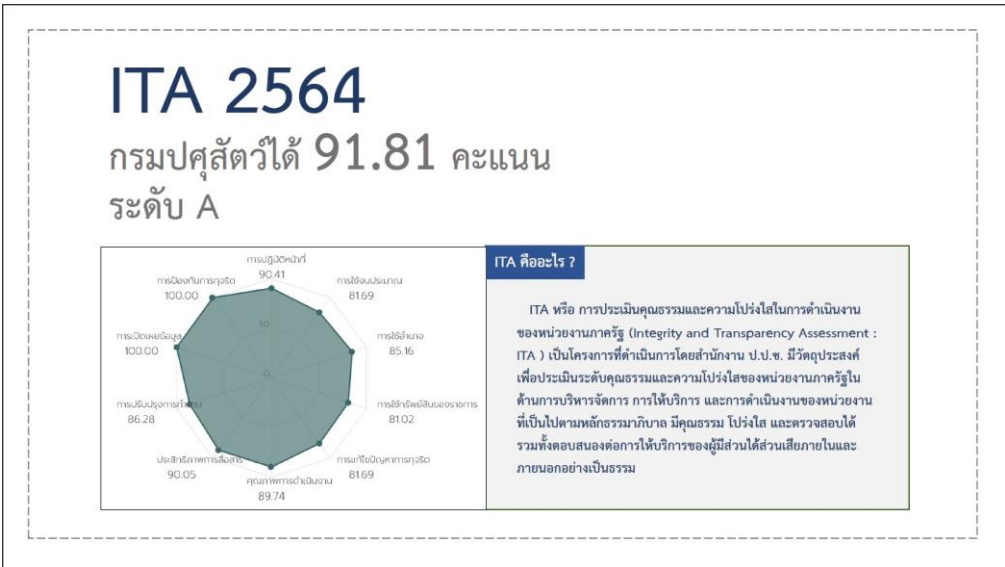 ITA 2564
กรมปศุสัตว์ได้ 91.81 คะแนน
ระดับ A
การปฏิบัติหน้าที่
90.41
การใช้งบประมาณ
81.69
การใช้อำนาจ
85.16
การใช้ทรัพย์สินของราชการ
81.02
การแก้ไขปัญหาการทุจริต
81.69
คุณภาพการดำเนินงาน
89.74
ประสิทธิภาพการสื่อสาร
90.05
การปรับปรุงการทำงาน
86.28
การเปิดเผยข้อมูล
100.00
การป้องกันการทุจริต
100.00
50
0
ITA คืออะไร ?
ITA หรือ การประเมินคุณธรรมและความโปร่งใสในการดำเนินงาน
ของหน่วยงานภาครัฐ (Integrity and Transparency Assessment :
ITA ) เป็นโครงการที่ดำเนินการโดยสำนักงาน ป.ป.ช. มีวัตถุประสงค์
เพื่อประเมินระดับคุณธรรมและความโปร่งใสของหน่วยงานภาครัฐใน
ด้านการบริหารจัดการ การให้บริการ และการดำเนินงานของหน่วยงาน
ที่เป็นไปตามหลักธรรมาภิบาล มีคุณธรรม โปร่งใส และตรวจสอบได้
รวมทั้งตอบสนองต่อการให้บริการของผู้มีส่วนได้ส่วนเสียภายในและ
ภายนอกอย่างเป็นธรรม